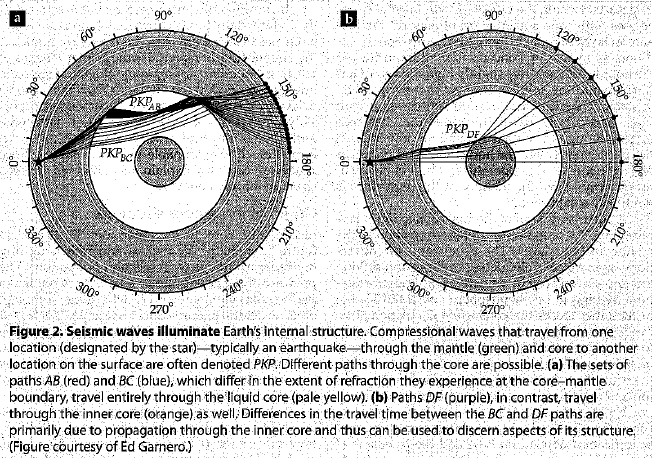 a
90°
60°
120°
30°
150°
PKP_AB
PKP_BC
0°
180°
330°
210°
300°
240°
270°
b
90°
60°
120°
30°
150°
PKP_DF
0°
180°
330°
210°
300°
240°
270°
Figure 2. Seismic waves illuminate Earth's internal structure. Compressional waves that travel from one
location (designated by the star)—typically an earthquake—through the mantle (green) and core to another
location on the surface are often denoted PKP. Different paths through the core are possible. (a) The sets of
paths AB (red) and BC (blue), which differ in the extent of refraction they experience at the core–mantle
boundary, travel entirely through the liquid core (pale yellow). (b) Paths DF (purple), in contrast, travel
through the inner core (orange) as well. Differences in the travel time between the BC and DF paths are
primarily due to propagation through the inner core and thus can be used to discern aspects of its structure.
(Figure courtesy of Ed Garnero.)